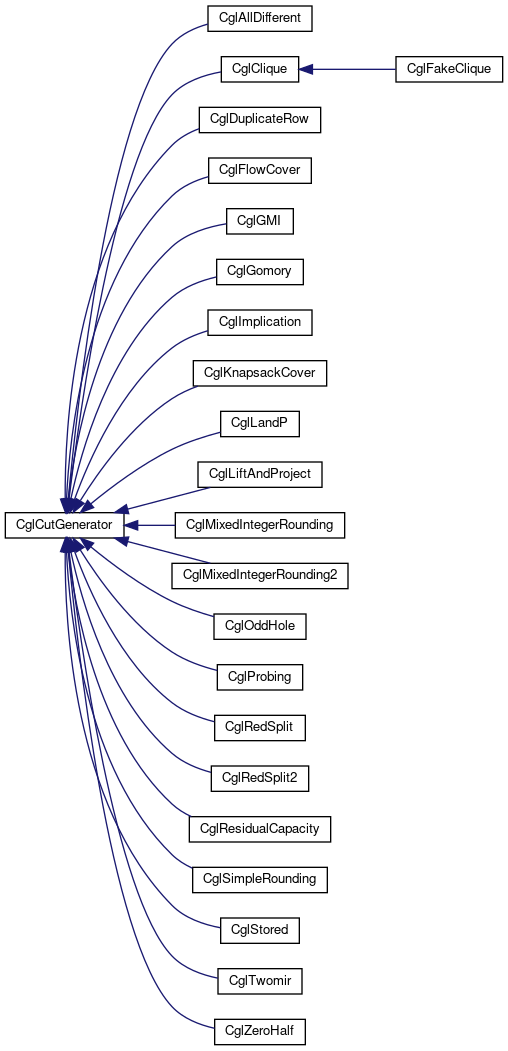 CglAllDifferent
CglClique
CglFakeClique
CglDuplicateRow
CglFlowCover
CglGMI
CglGomory
CglImplication
CglKnapsackCover
CglLandP
CglLiftAndProject
CglCutGenerator
CglMixedIntegerRounding
CglMixedIntegerRounding2
CglOddHole
CglProbing
CglRedSplit
CglRedSplit2
CglResidualCapacity
CglSimpleRounding
CglStored
CglTwomir
CglZeroHalf